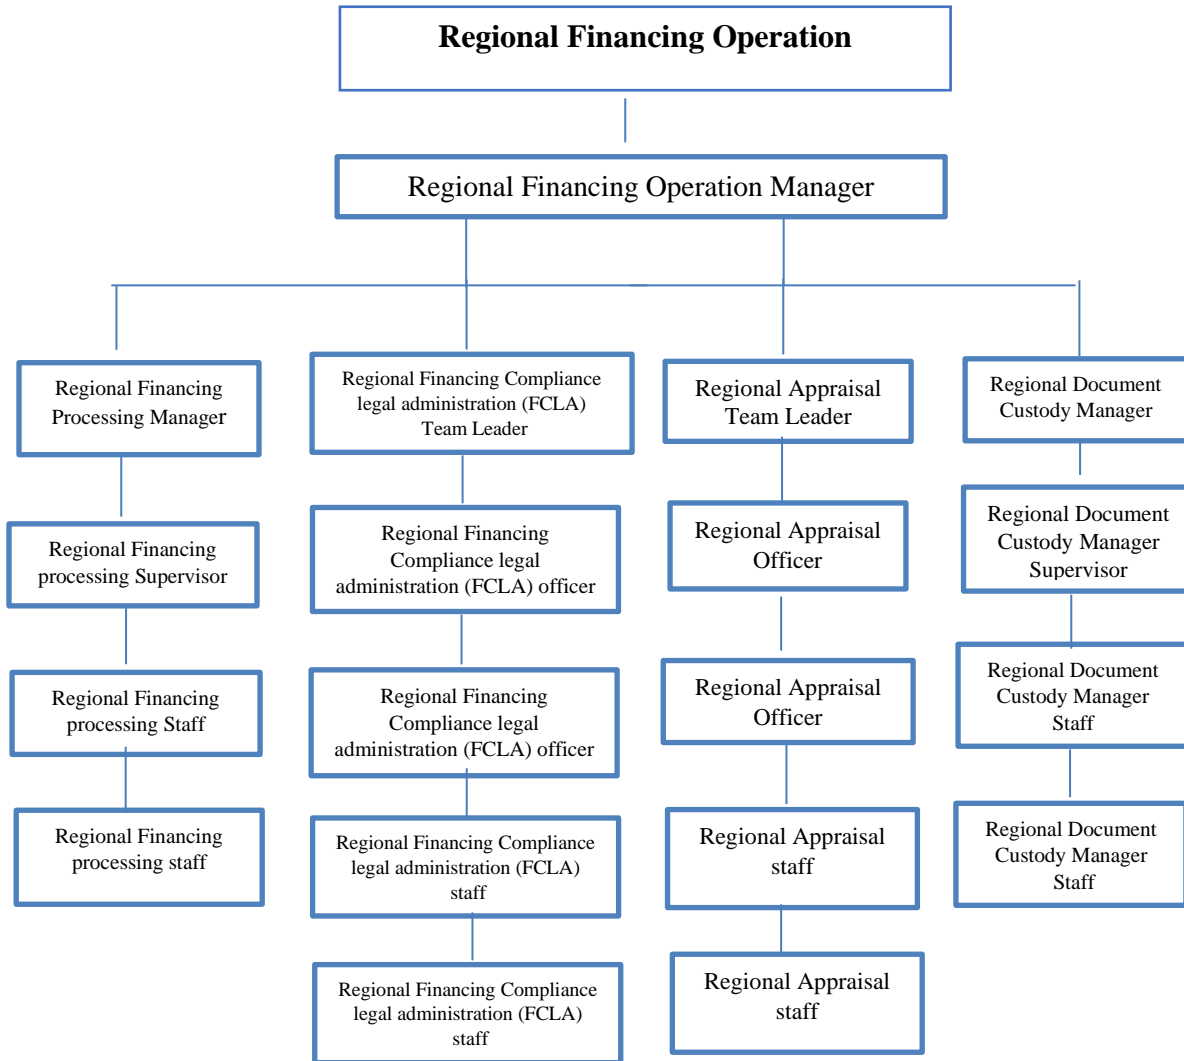 Regional Financing Operation
Regional Financing Operation Manager
Regional Financing
Processing Manager
Regional Financing
processing Supervisor
Regional Financing
processing Staff
Regional Financing
processing staff
Regional Financing Compliance
legal administration (FCLA)
Team Leader
Regional Financing
Compliance legal
administration (FCLA) officer
Regional Financing
Compliance legal
administration (FCLA) officer
Regional Financing Compliance
legal administration (FCLA)
staff
Regional Financing Compliance
legal administration (FCLA)
staff
Regional Appraisal
Team Leader
Regional Appraisal
Officer
Regional Appraisal
Officer
Regional Appraisal
staff
Regional Appraisal
staff
Regional Document
Custody Manager
Regional Document
Custody Manager
Supervisor
Regional Document
Custody Manager
Staff
Regional Document
Custody Manager
Staff